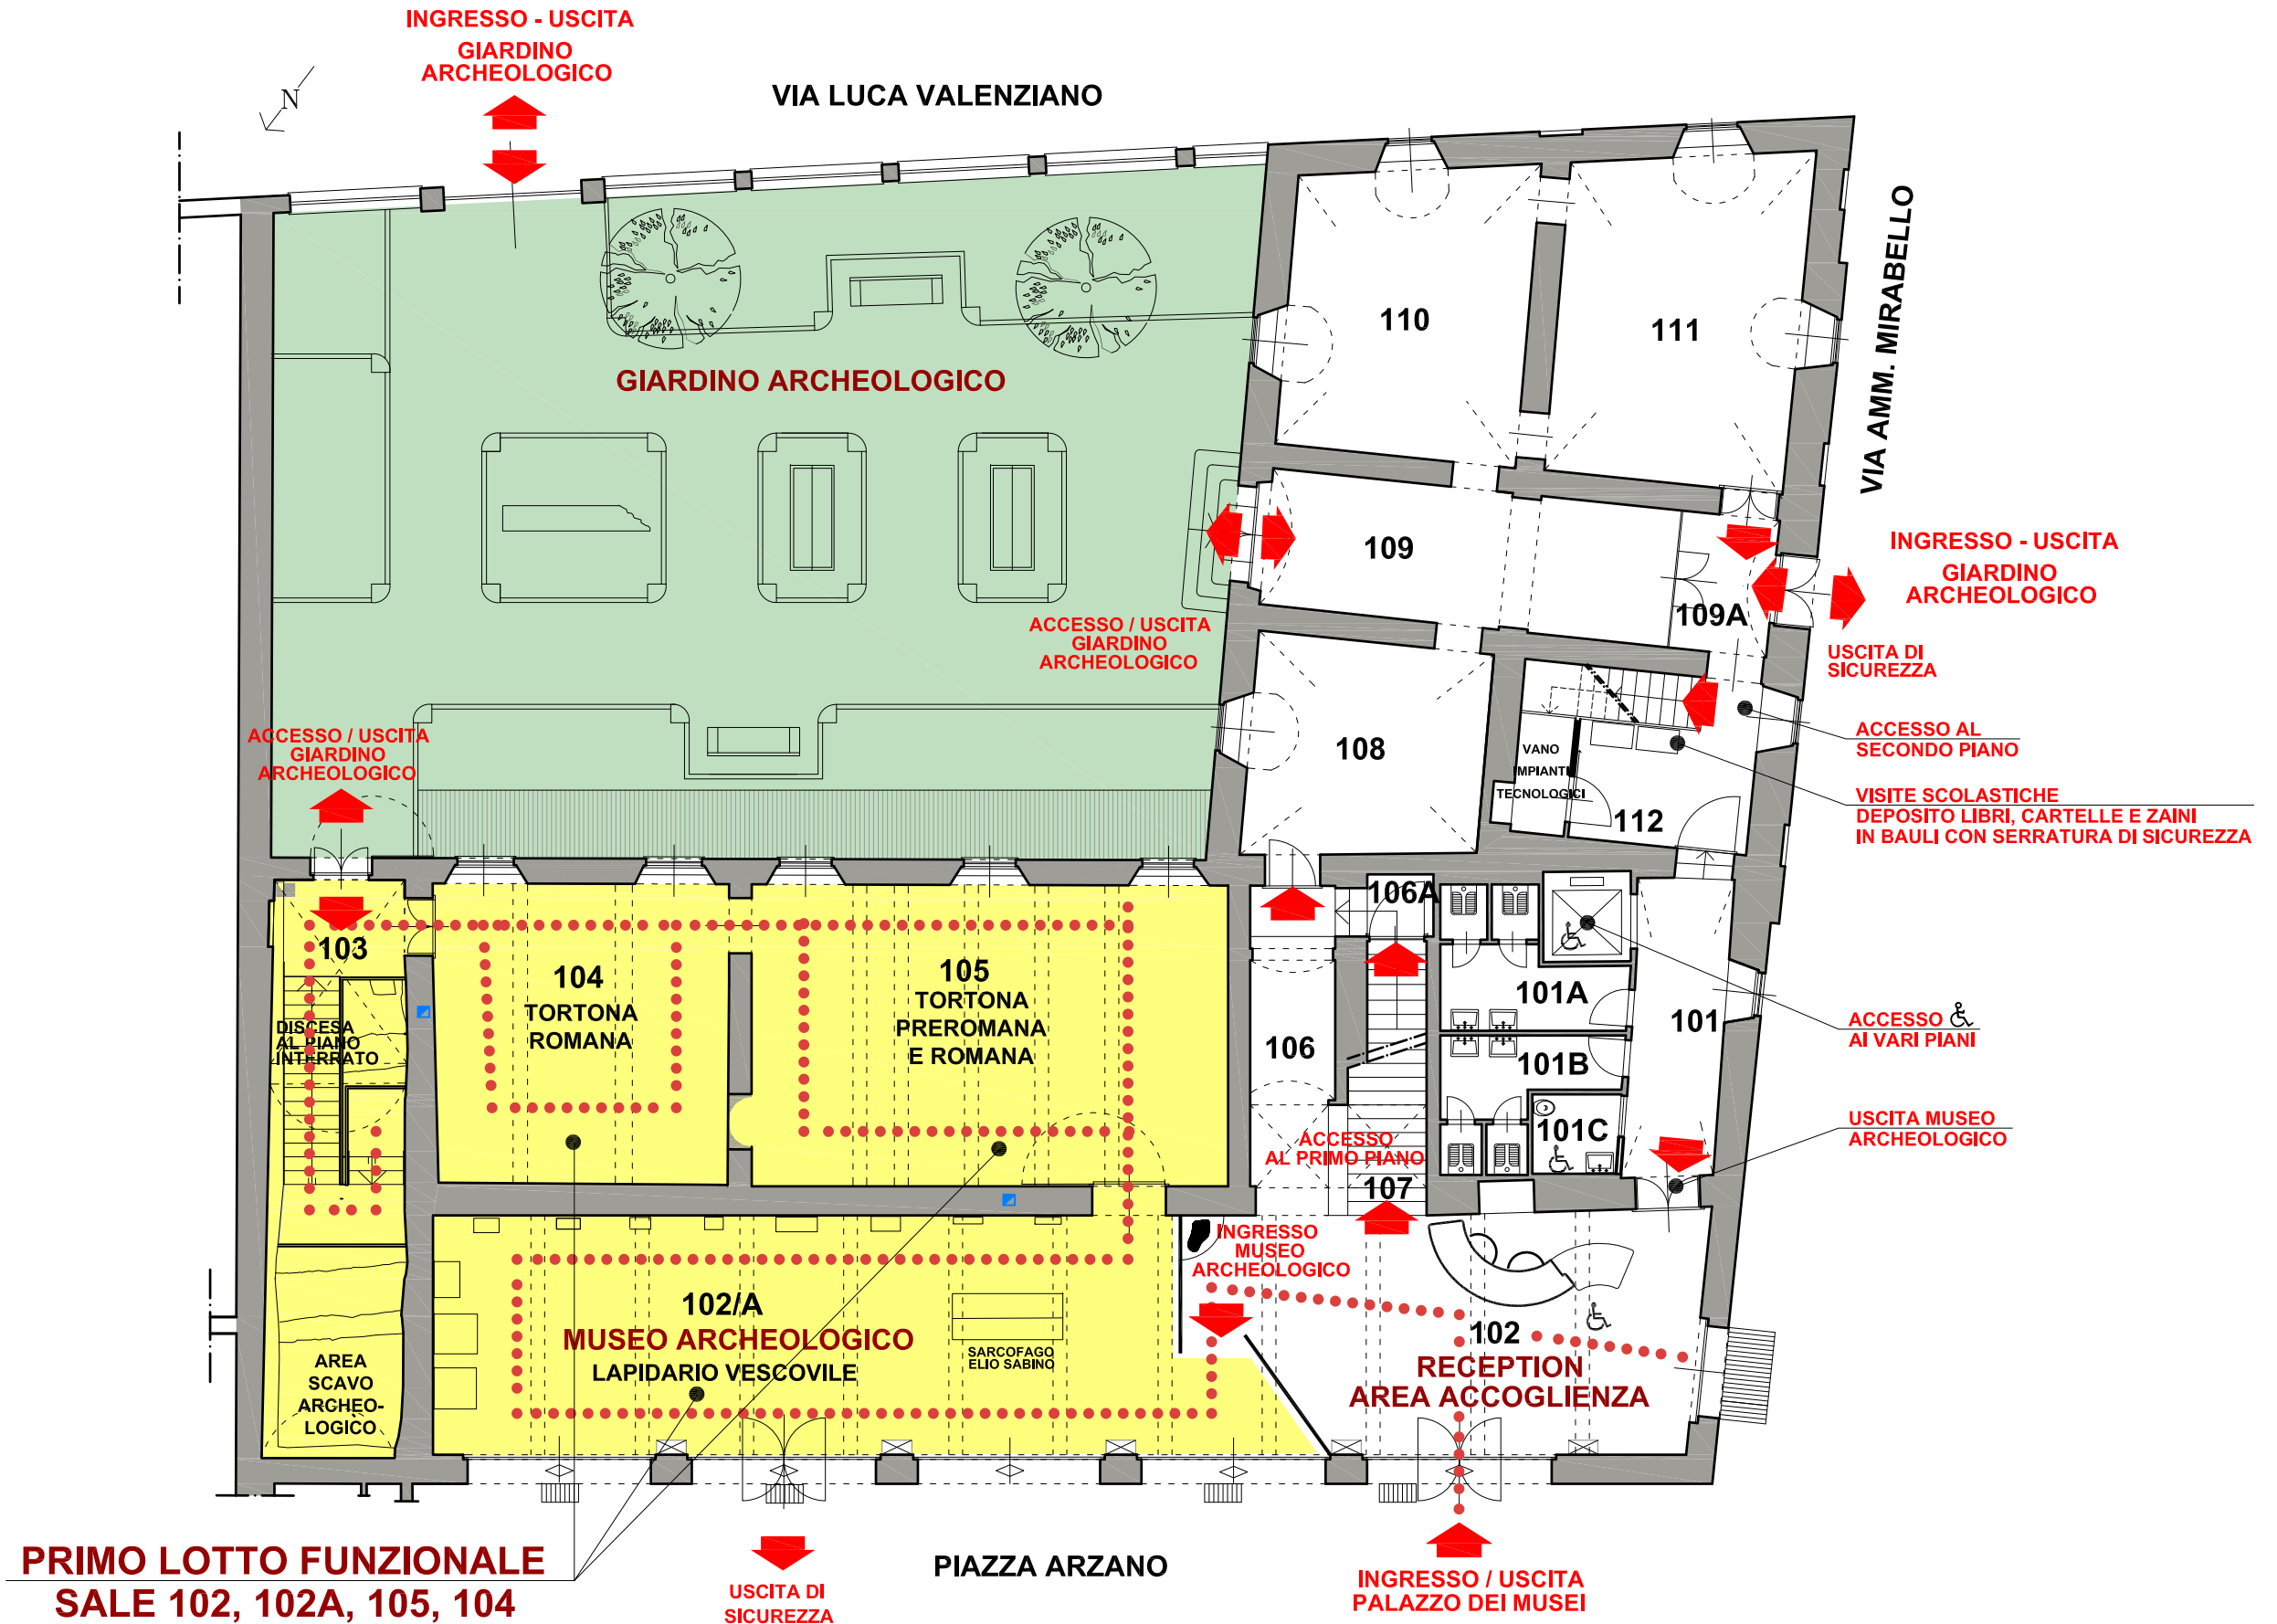 INGRESSO - USCITA
GIARDINO
ARCHEOLOGICO
N
VIA LUCA VALENZIANO
VIA AMM. MIRABELLO
110
111
GIARDINO ARCHEOLOGICO
109
109A
INGRESSO - USCITA
GIARDINO
ARCHEOLOGICO
USCITA DI
SICUREZZA
ACCESSO / USCITA
GIARDINO
ARCHEOLOGICO
ACCESSO / USCITA
GIARDINO
ARCHEOLOGICO
108
VANO
IMPIANTI
TECNOLOGICI
112
ACCESSO AL
SECONDO PIANO
VISITE SCOLASTICHE
DEPOSITO LIBRI, CARTELLE E ZAINI
IN BAULI CON SERRATURA DI SICUREZZA
103
DISCESA
AL PIANO
INTERRATO
104
TORTONA
ROMANA
105
TORTONA
PREROMANA
E ROMANA
106A
106
101A
101B
101C
101
ACCESSO
AI VARI PIANI
USCITA MUSEO
ARCHEOLOGICO
ACCESSO
AL PRIMO PIANO
107
INGRESSO
MUSEO
ARCHEOLOGICO
102/A
MUSEO ARCHEOLOGICO
LAPIDARIO VESCOVILE
SARCOFAGO
ELIO SABINO
102
RECEPTION
AREA ACCOGLIENZA
AREA
SCAVO
ARCHEO-
LOGICO
PRIMO LOTTO FUNZIONALE
SALE 102, 102A, 105, 104
USCITA DI
SICUREZZA
PIAZZA ARZANO
INGRESSO / USCITA
PALAZZO DEI MUSEI